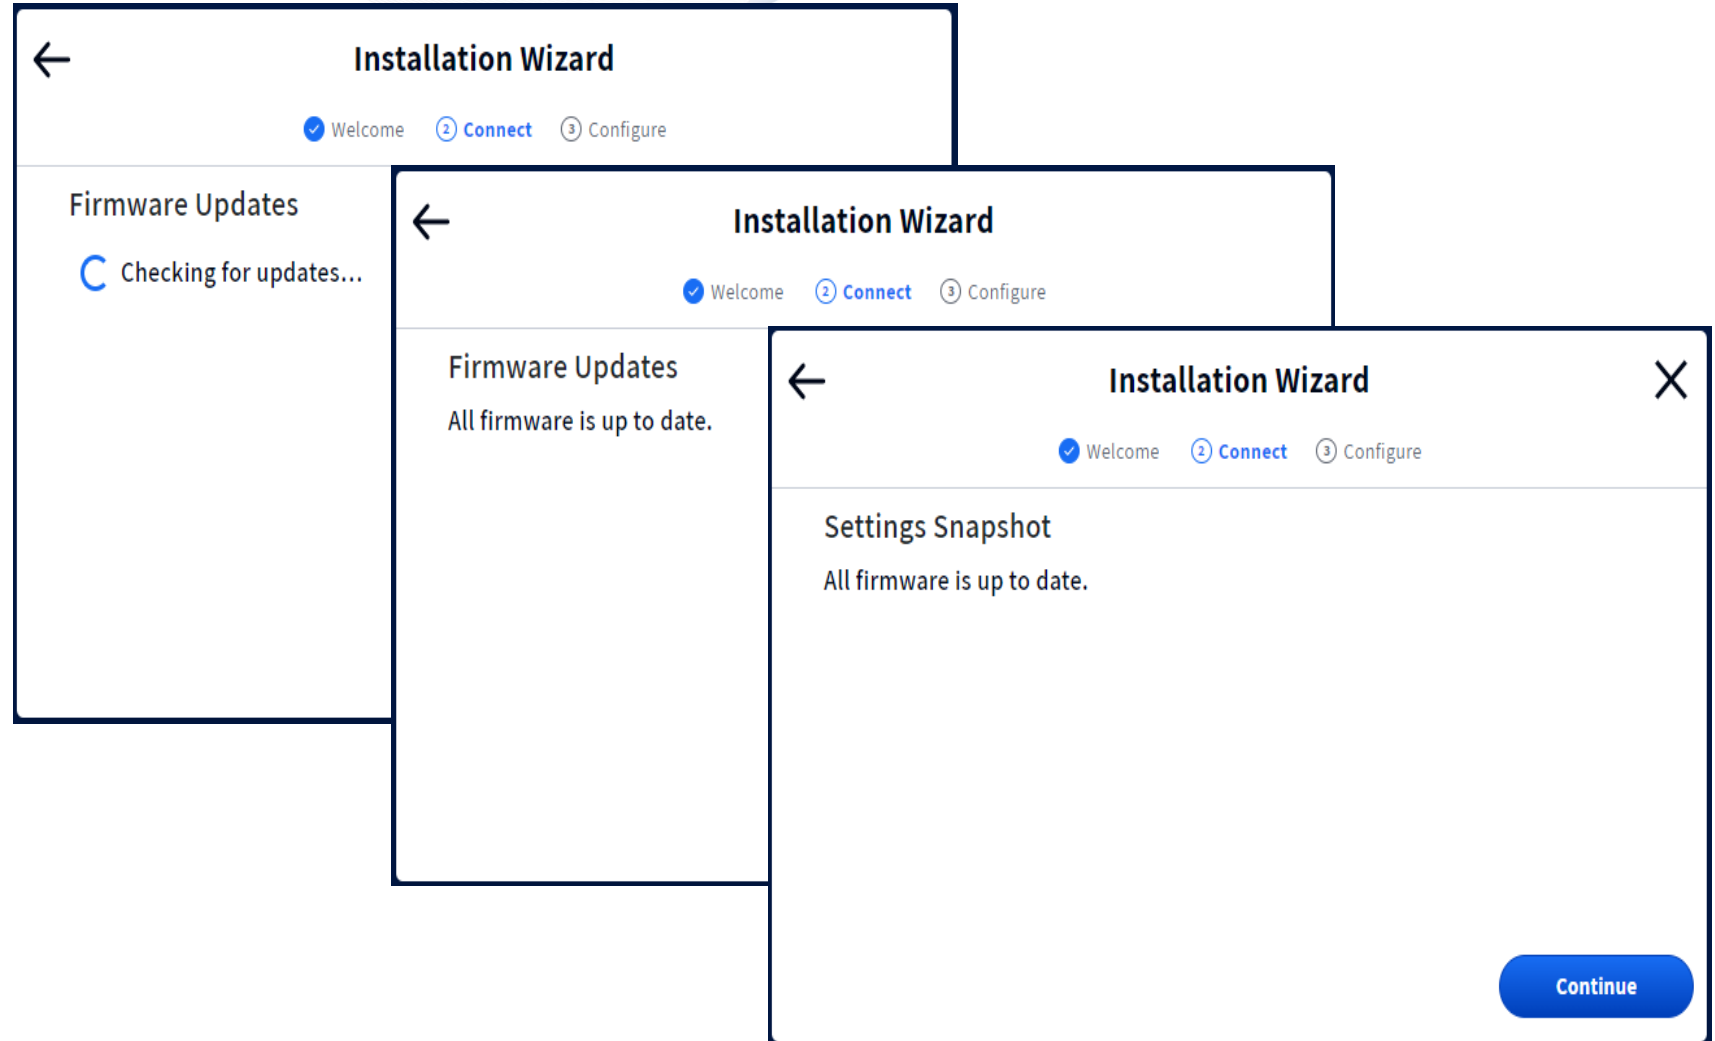 Installation Wizard
Welcome 2 Connect 3 Configure
Firmware Updates
Checking for updates...
Installation Wizard
Welcome 2 Connect 3 Configure
Firmware Updates
All firmware is up to date.
Installation Wizard
Welcome 2 Connect 3 Configure
Settings Snapshot
All firmware is up to date.
Continue